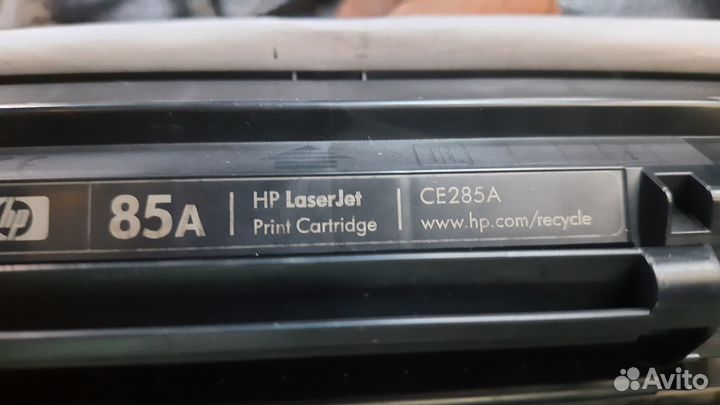 hp
85A
HP LaserJet
Print Cartridge
CE285A
www.hp.com/recycle
Avito